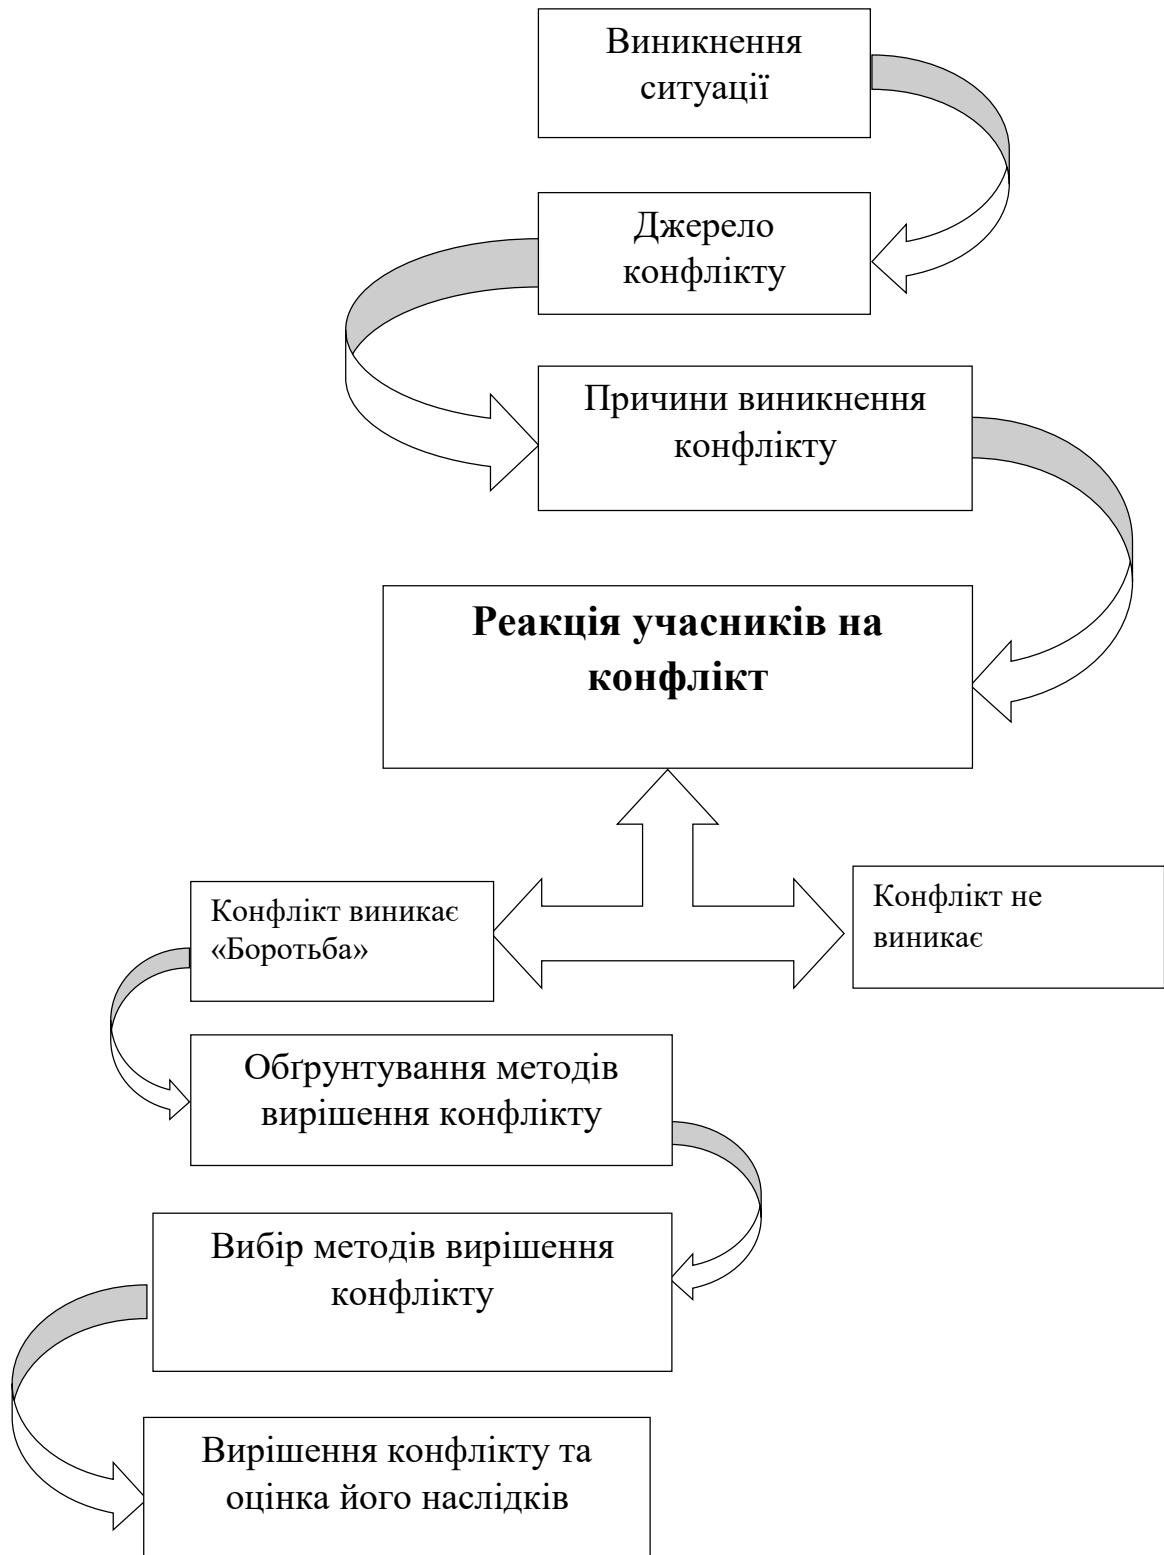 Виникнення
ситуації
Джерело
конфлікту
Причини виникнення
конфлікту
Реакція учасників на
конфлікт
Конфлікт виникає
«Боротьба»
Конфлікт не
виникає
Обґрунтування методів
вирішення конфлікту
Вибір методів вирішення
конфлікту
Вирішення конфлікту та
оцінка його наслідків